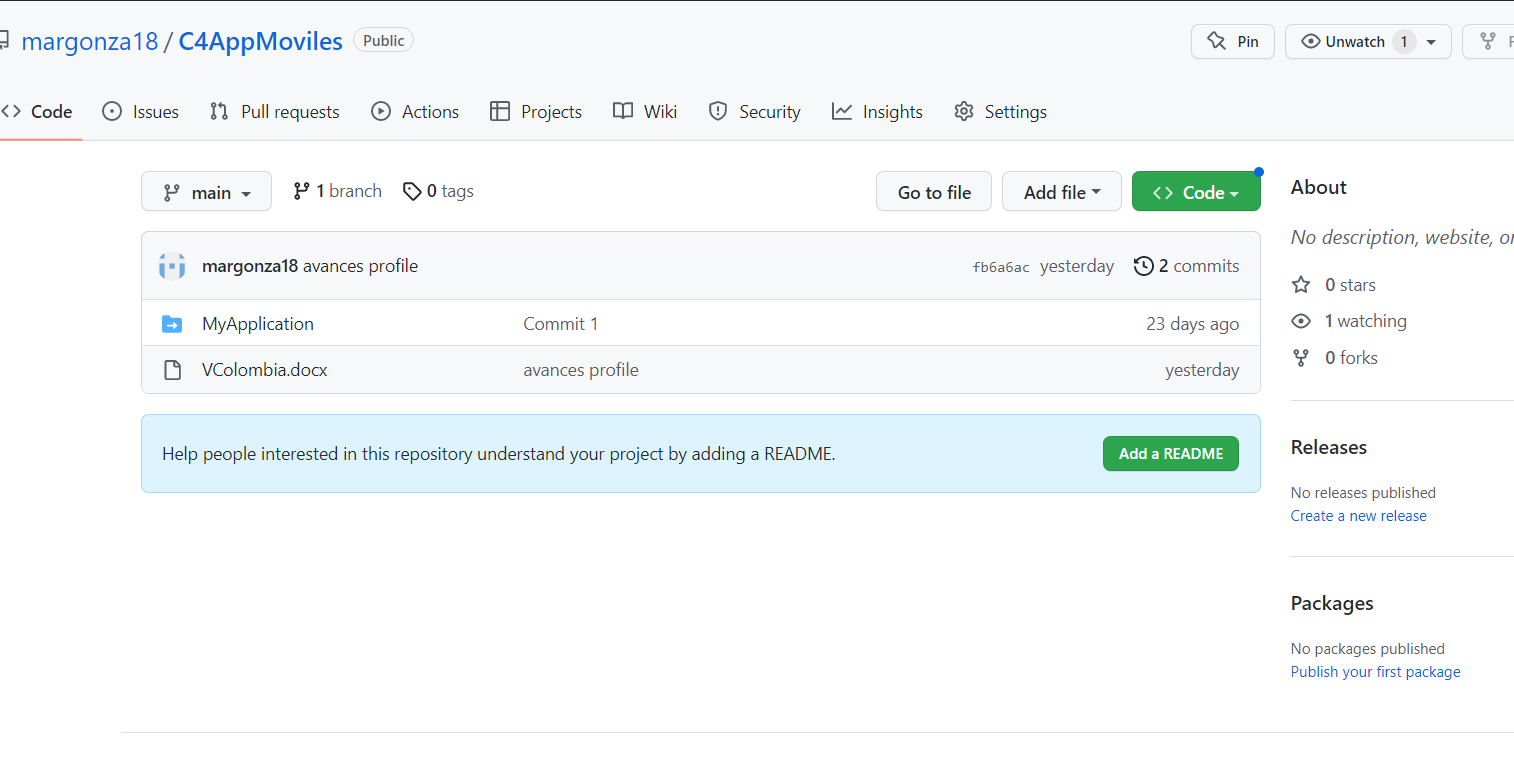 margonza18 / C4AppMoviles Public
Pin
Unwatch 1
Code Issues Pull requests Actions Projects Wiki Security Insights Settings
main 1 branch 0 tags
Go to file Add file Code
margonza18 avances profile fb6a6ac yesterday 2 commits
MyApplication Commit 1 23 days ago
VColombia.docx avances profile yesterday
Help people interested in this repository understand your project by adding a README. Add a README
About
No description, website, or
0 stars
1 watching
0 forks
Releases
No releases published
Create a new release
Packages
No packages published
Publish your first package